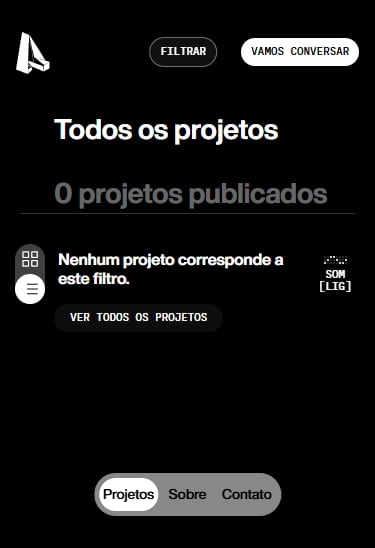 FILTRAR
VAMOS CONVERSAR
Todos os projetos
0 projetos publicados
Nenhum projeto corresponde a
este filtro.
SOM
[LIG]
VER TODOS OS PROJETOS
Projetos
Sobre
Contato